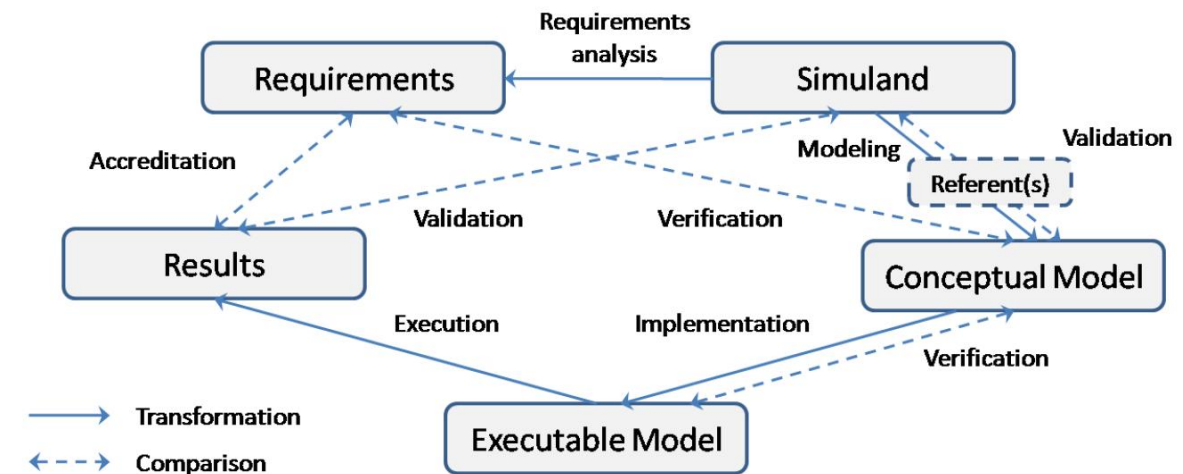 Requirements
analysis
Requirements
Simuland
Accreditation
Modeling
Validation
Referent(s)
Validation
Verification
Results
Conceptual Model
Execution
Implementation
Verification
Transformation
Executable Model
Comparison